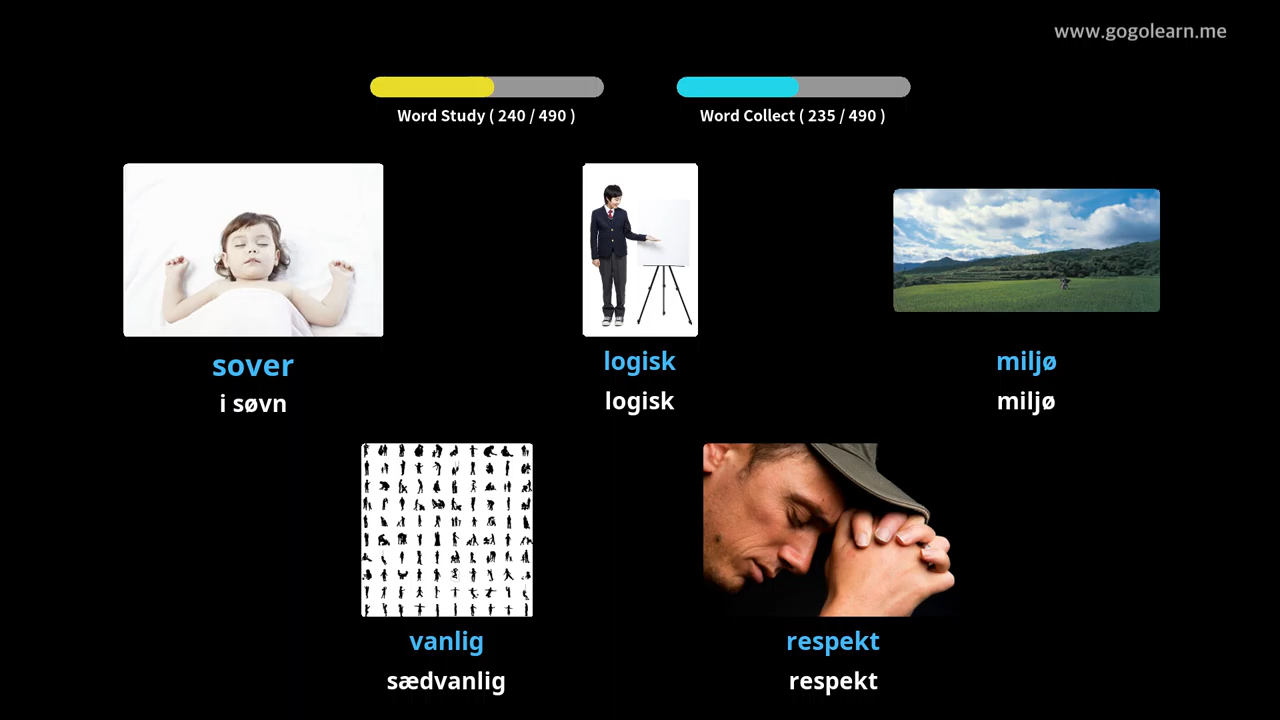 www.gogolearn.me
Word Study ( 240 / 490 )
Word Collect ( 235 / 490 )
sover
i søvn
logisk
logisk
miljø
miljø
vanlig
sædvanlig
respekt
respekt